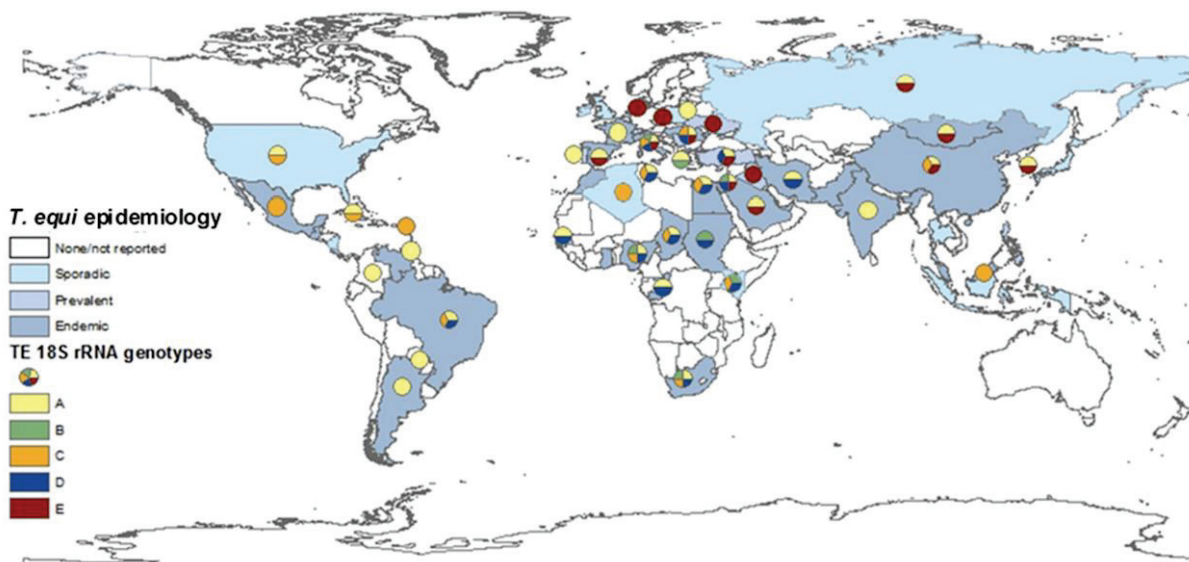 T. equi epidemiology
None/not reported
Sporadic
Prevalent
Endemic
TE 18S rRNA genotypes
A
B
C
D
E